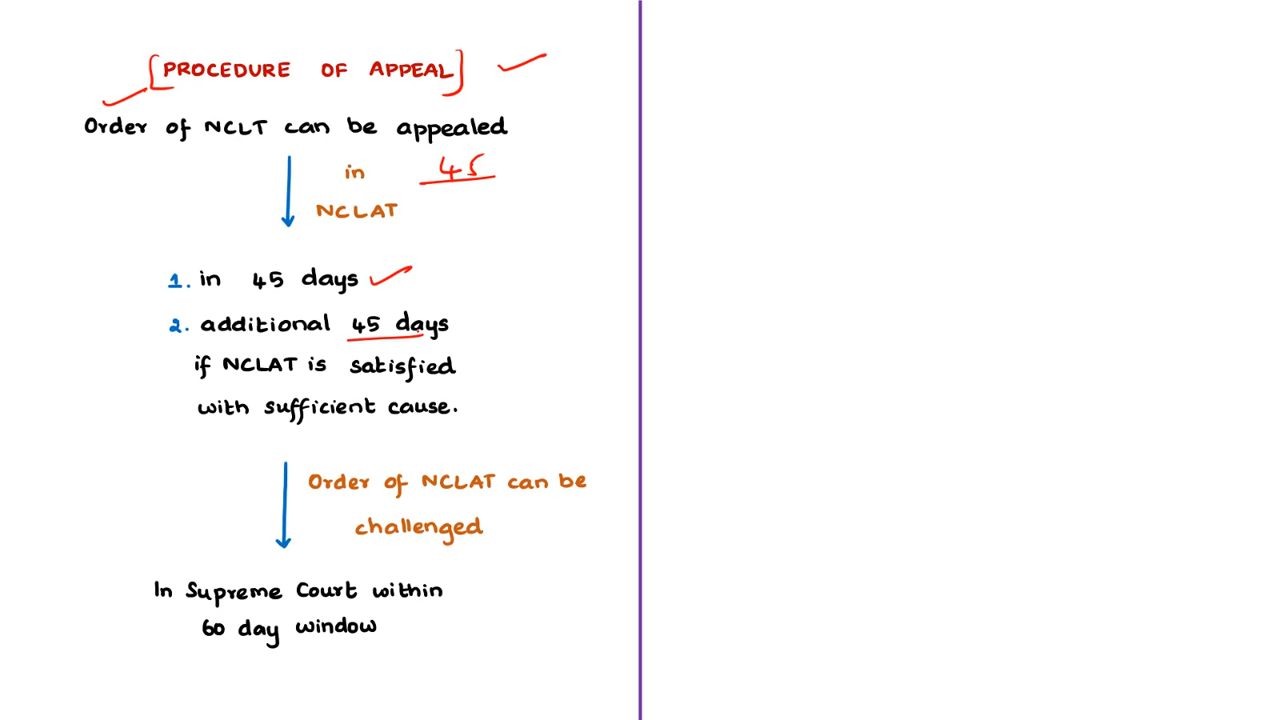 [PROCEDURE OF APPEAL]
Order of NCLT can be appealed
in 45
NCLAT
1. in 45 days
2. additional 45 days
if NCLAT is satisfied
with sufficient cause.
Order of NCLAT can be
challenged
In Supreme Court within
60 day window